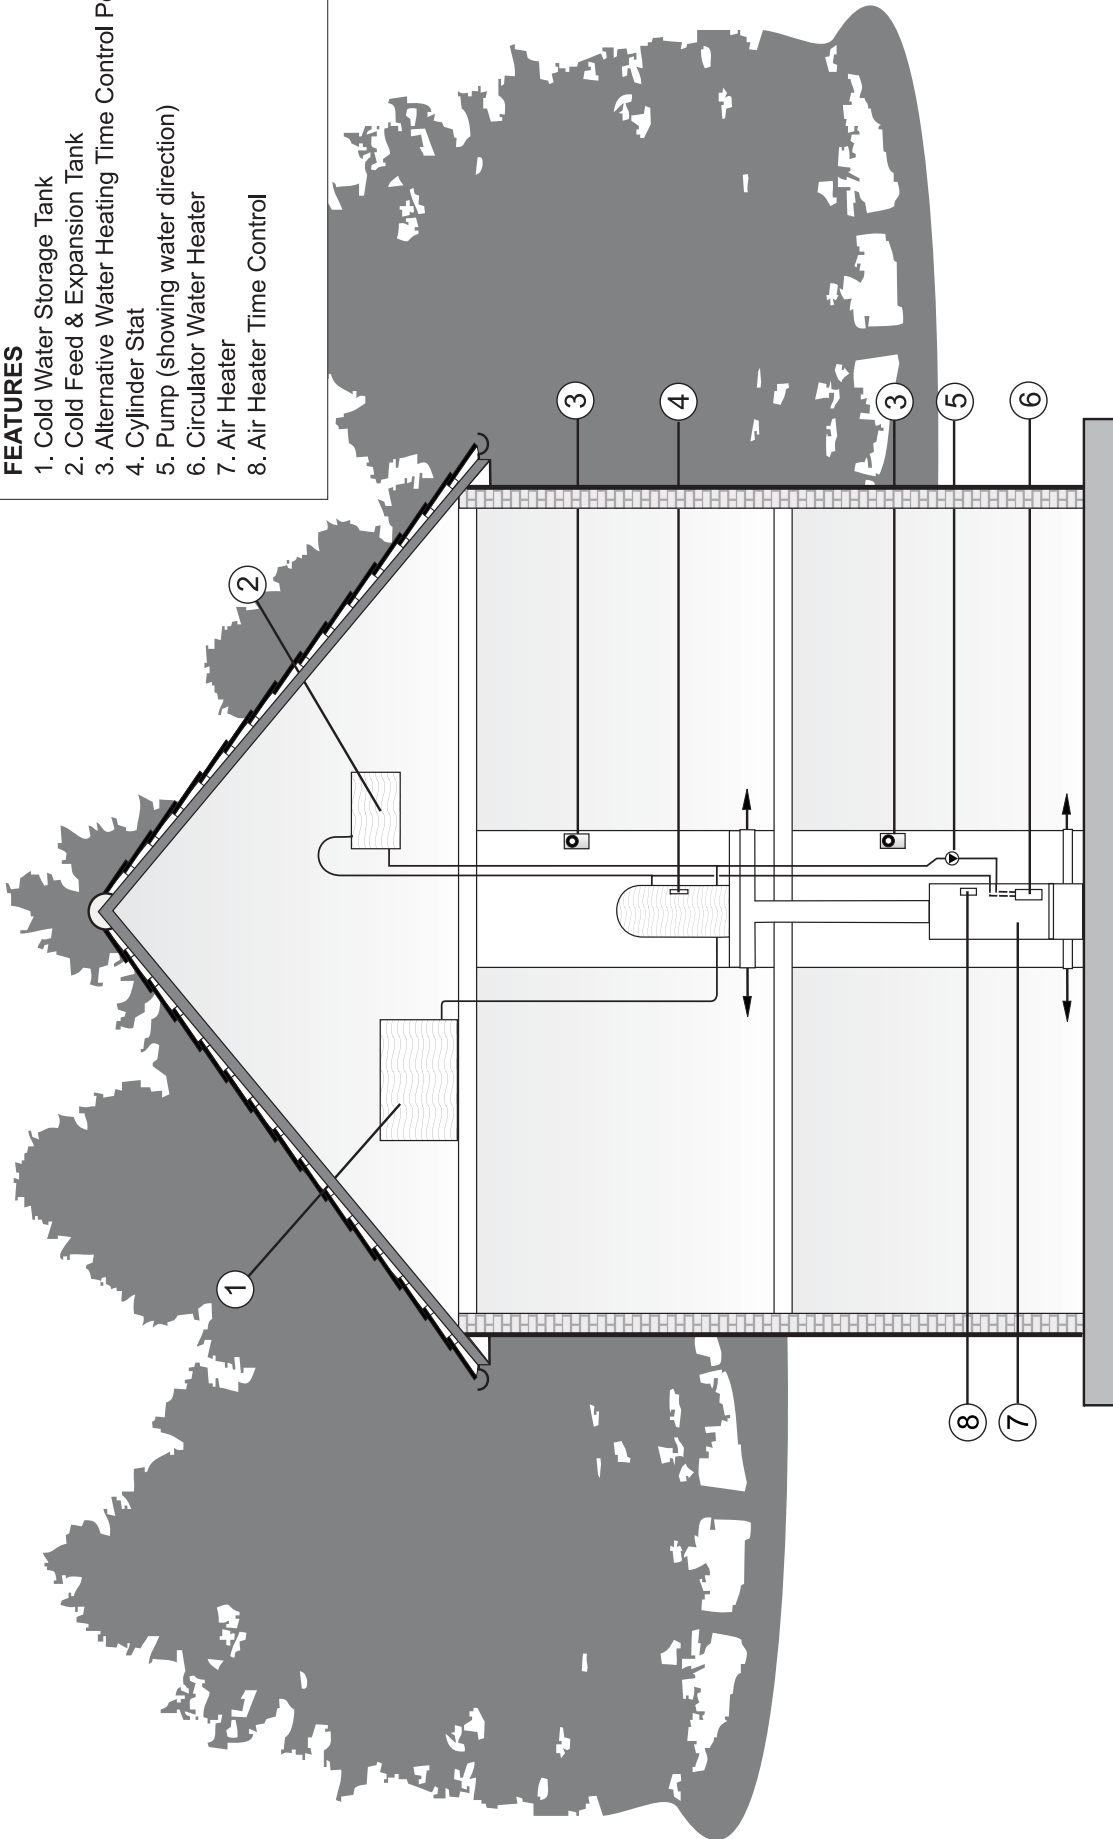 FEATURES
1. Cold Water Storage Tank
2. Cold Feed & Expansion Tank
3. Alternative Water Heating Time Control
4. Cylinder Stat
5. Pump (showing water direction)
6. Circulator Water Heater
7. Air Heater
8. Air Heater Time Control
1
2
3
4
3
5
6
8
7